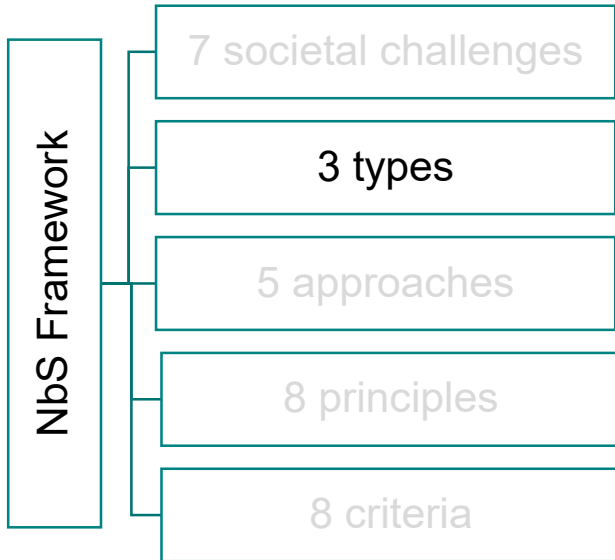 NbS Framework
7 societal challenges
3 types
5 approaches
8 principles
8 criteria